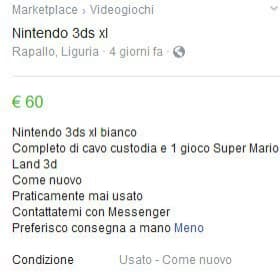 Marketplace › Videogiochi
Nintendo 3ds xl
Rapallo, Liguria · 4 giorni fa ·
€ 60
Nintendo 3ds xl bianco
Completo di cavo custodia e 1 gioco Super Mario
Land 3d
Come nuovo
Praticamente mai usato
Contattatemi con Messenger
Preferisco consegna a mano Meno
Condizione Usato - Come nuovo